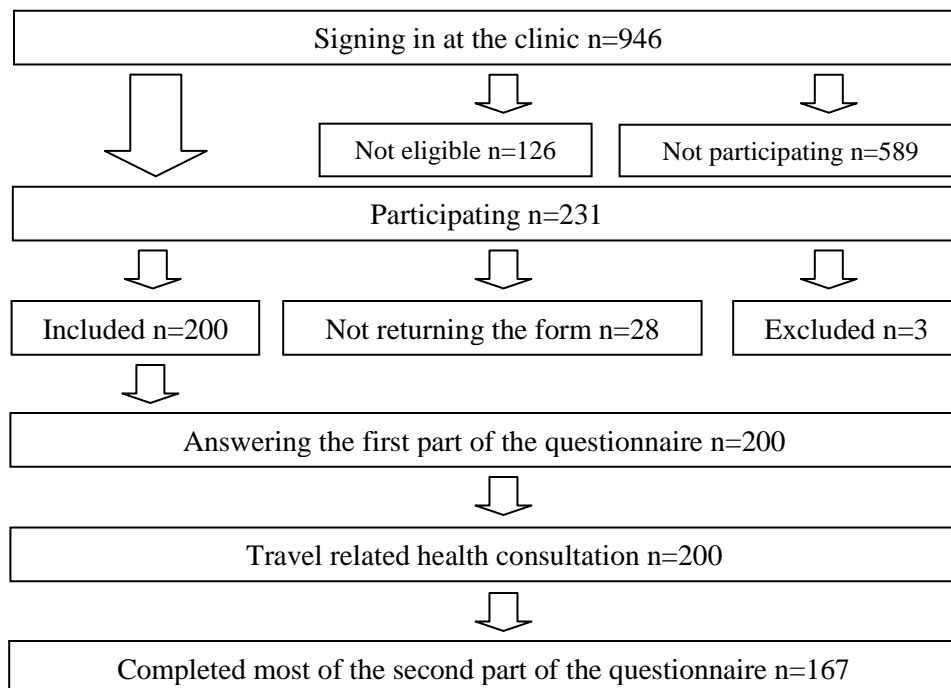 Signing in at the clinic n=946
Not eligible n=126
Not participating n=589
Participating n=231
Included n=200
Not returning the form n=28
Excluded n=3
Answering the first part of the questionnaire n=200
Travel related health consultation n=200
Completed most of the second part of the questionnaire n=167